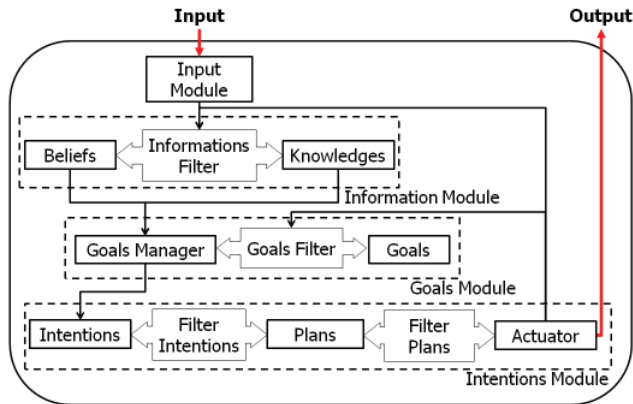 Input
Output
Input
Module
Beliefs
Informations
Filter
Knowledges
Information Module
Goals Manager
Goals Filter
Goals
Goals Module
Intentions
Filter
Intentions
Plans
Filter
Plans
Actuator
Intentions Module